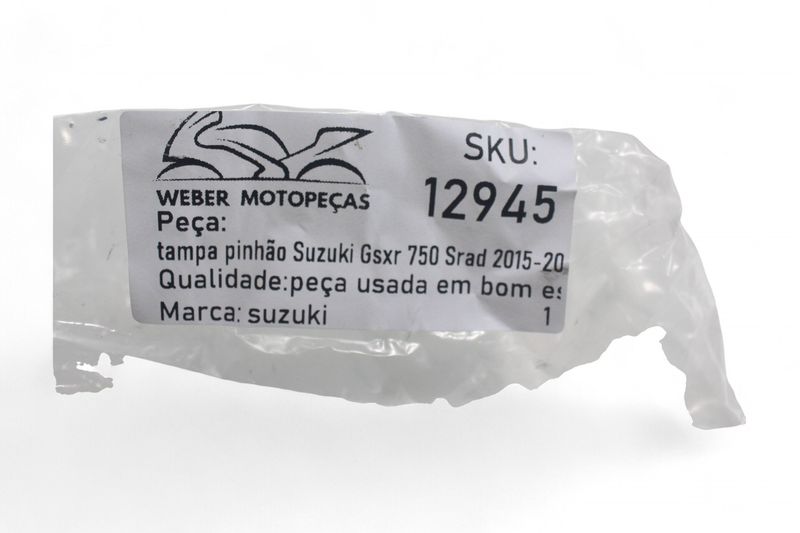 WEBER MOTOPEÇAS
SKU:
12945
Peça:
tampa pinhão Suzuki Gsxr 750 Srad 2015-20
Qualidade:peça usada em bom es
Marca: suzuki 1